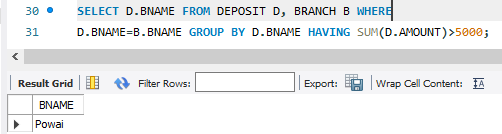 30 SELECT D.BNAME FROM DEPOSIT D, BRANCH B WHERE
31 D.BNAME=B.BNAME GROUP BY D.BNAME HAVING SUM(D.AMOUNT)>5000;
Result Grid Filter Rows: Export: Wrap Cell Content: IA
BNAME
Powai